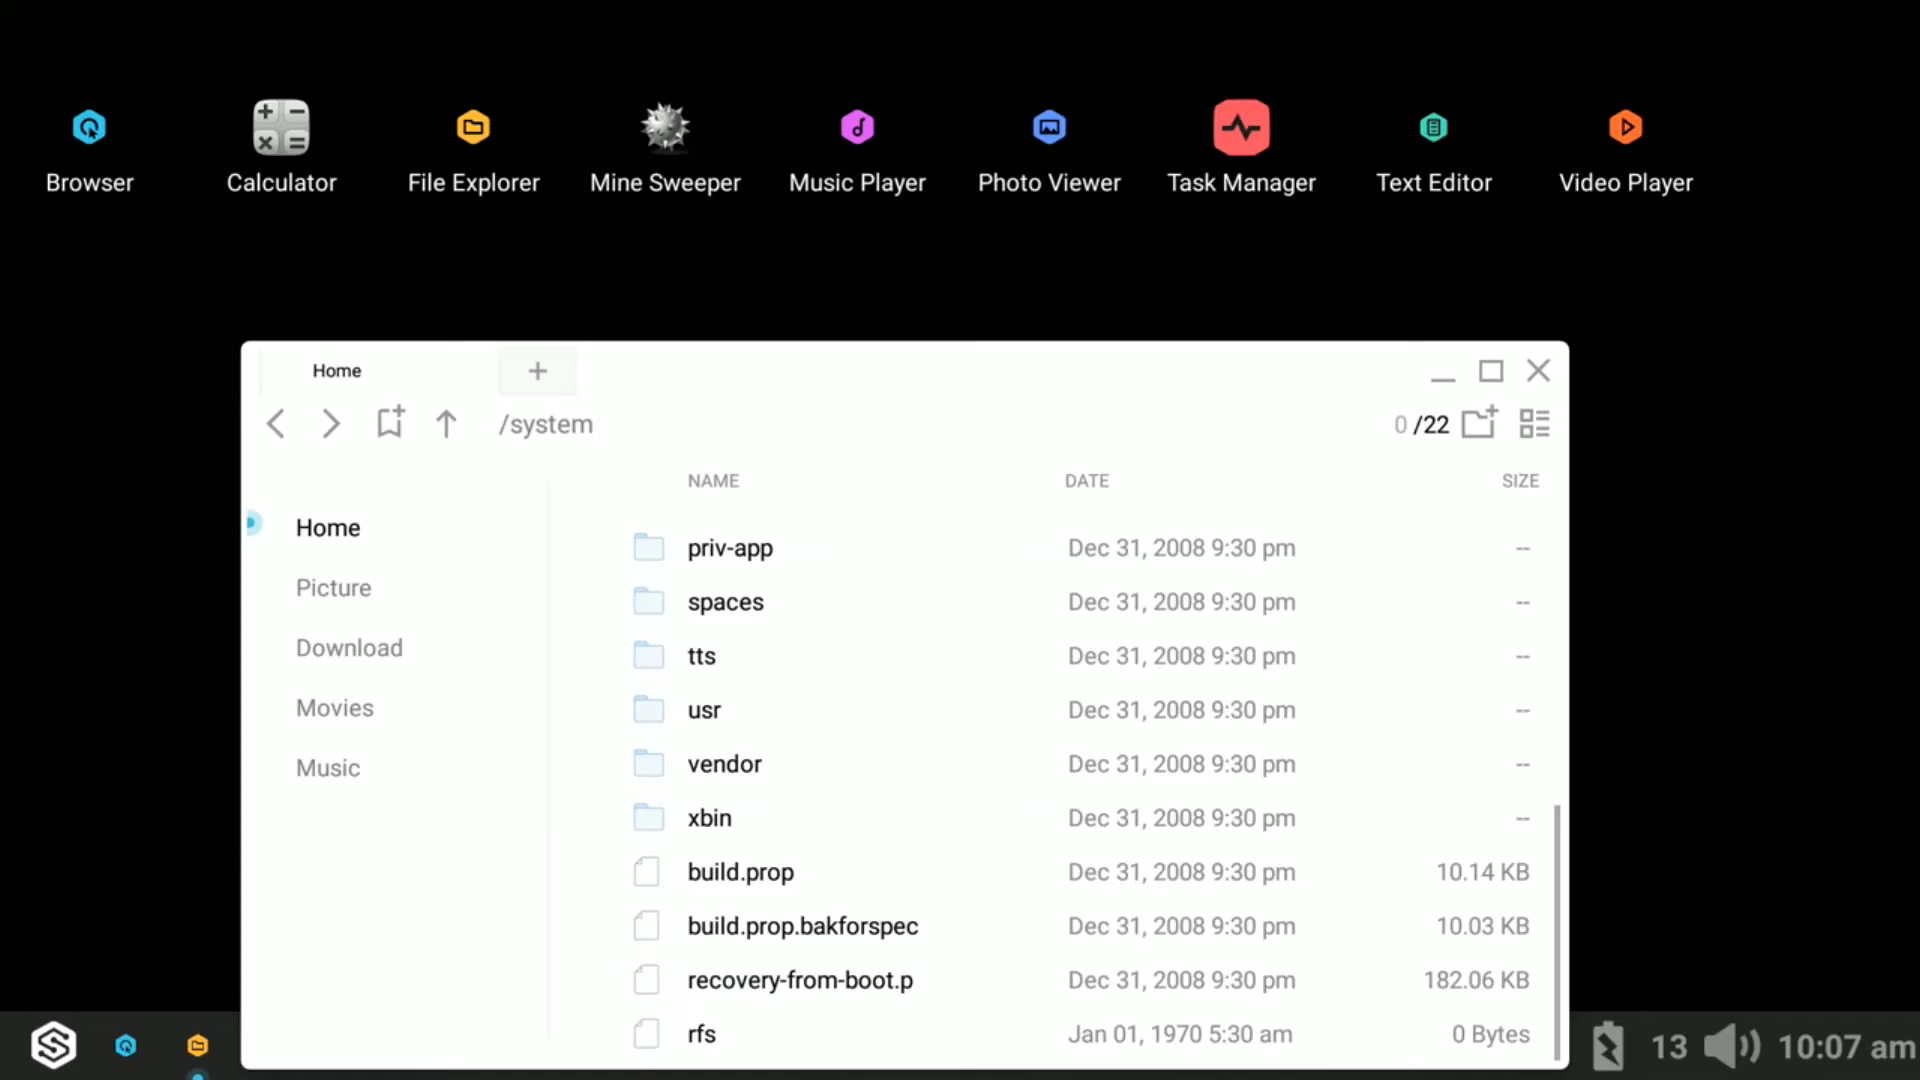 Browser
Calculator
File Explorer
Mine Sweeper
Music Player
Photo Viewer
Task Manager
Text Editor
Video Player
Home
+
/system
0 /22
NAME DATE SIZE
Home
Picture
Download
Movies
Music
priv-app Dec 31, 2008 9:30 pm --
spaces Dec 31, 2008 9:30 pm --
tts Dec 31, 2008 9:30 pm --
usr Dec 31, 2008 9:30 pm --
vendor Dec 31, 2008 9:30 pm --
xbin Dec 31, 2008 9:30 pm --
build.prop Dec 31, 2008 9:30 pm 10.14 KB
build.prop.bakforspec Dec 31, 2008 9:30 pm 10.03 KB
recovery-from-boot.p Dec 31, 2008 9:30 pm 182.06 KB
rfs Jan 01, 1970 5:30 am 0 Bytes
13 10:07 am